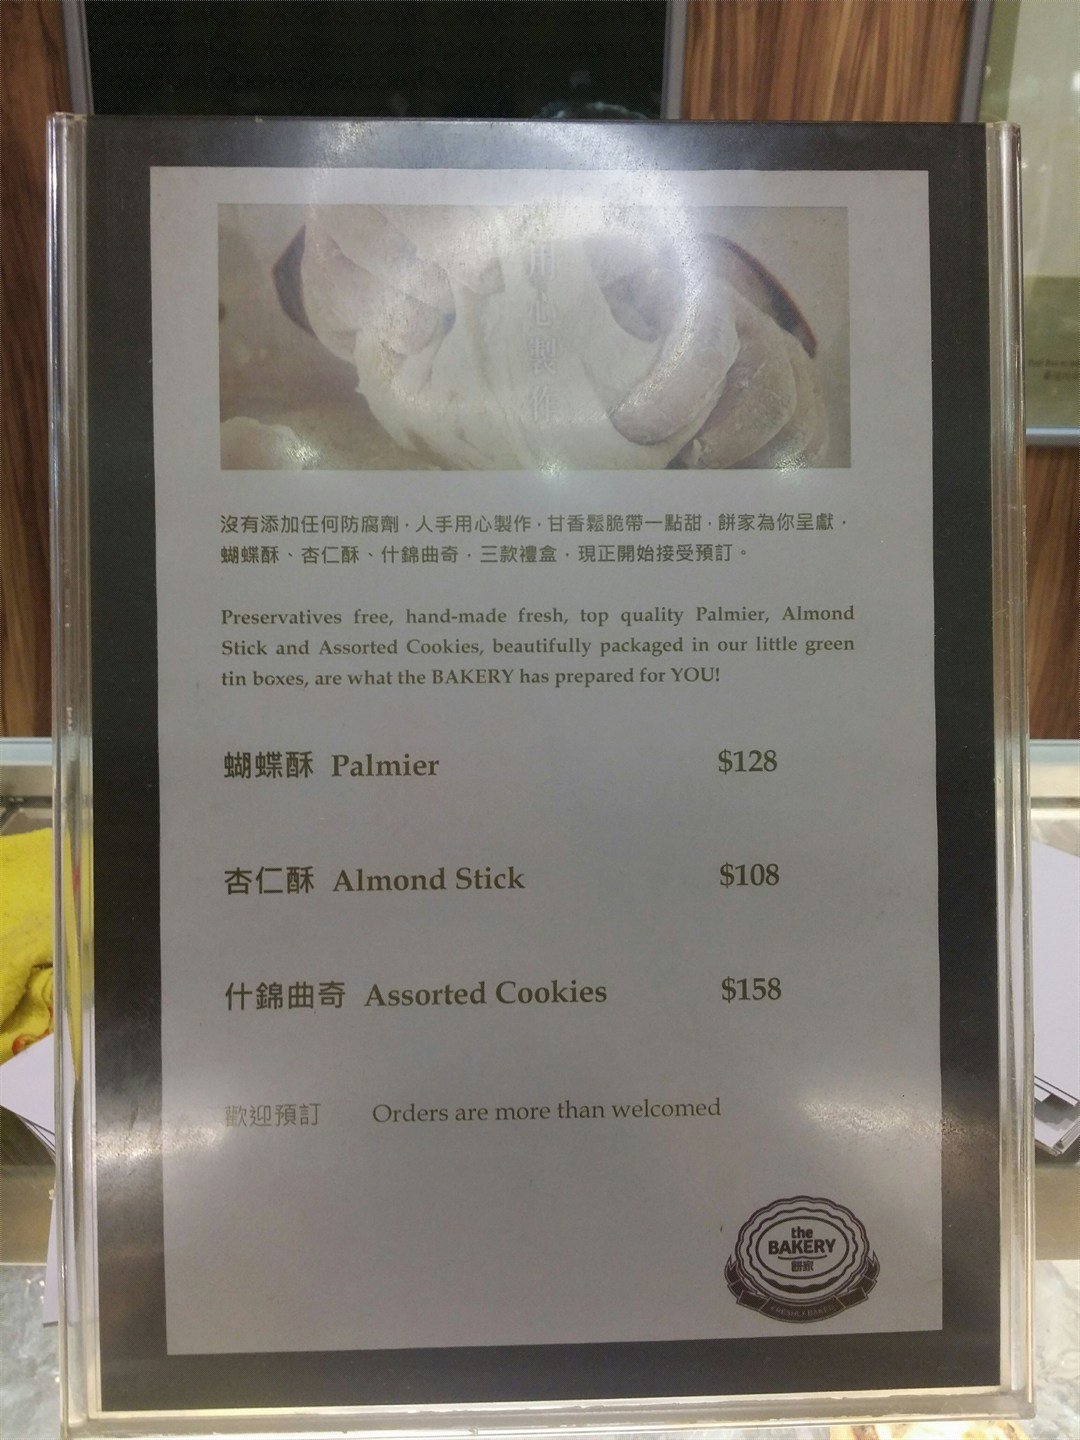 用心製作
沒有添加任何防腐劑，人手用心製作，甘香鬆脆帶一點甜，餅家為你呈獻，
蝴蝶酥、杏仁酥、什錦曲奇，三款禮盒，現正開始接受預訂。
Preservatives free, hand-made fresh, top quality Palmier, Almond
Stick and Assorted Cookies, beautifully packaged in our little green
tin boxes, are what the BAKERY has prepared for YOU!
蝴蝶酥 Palmier $128
杏仁酥 Almond Stick $108
什錦曲奇 Assorted Cookies $158
歡迎預訂 Orders are more than welcomed
the
BAKERY
餅家
FRESHLY BAKED